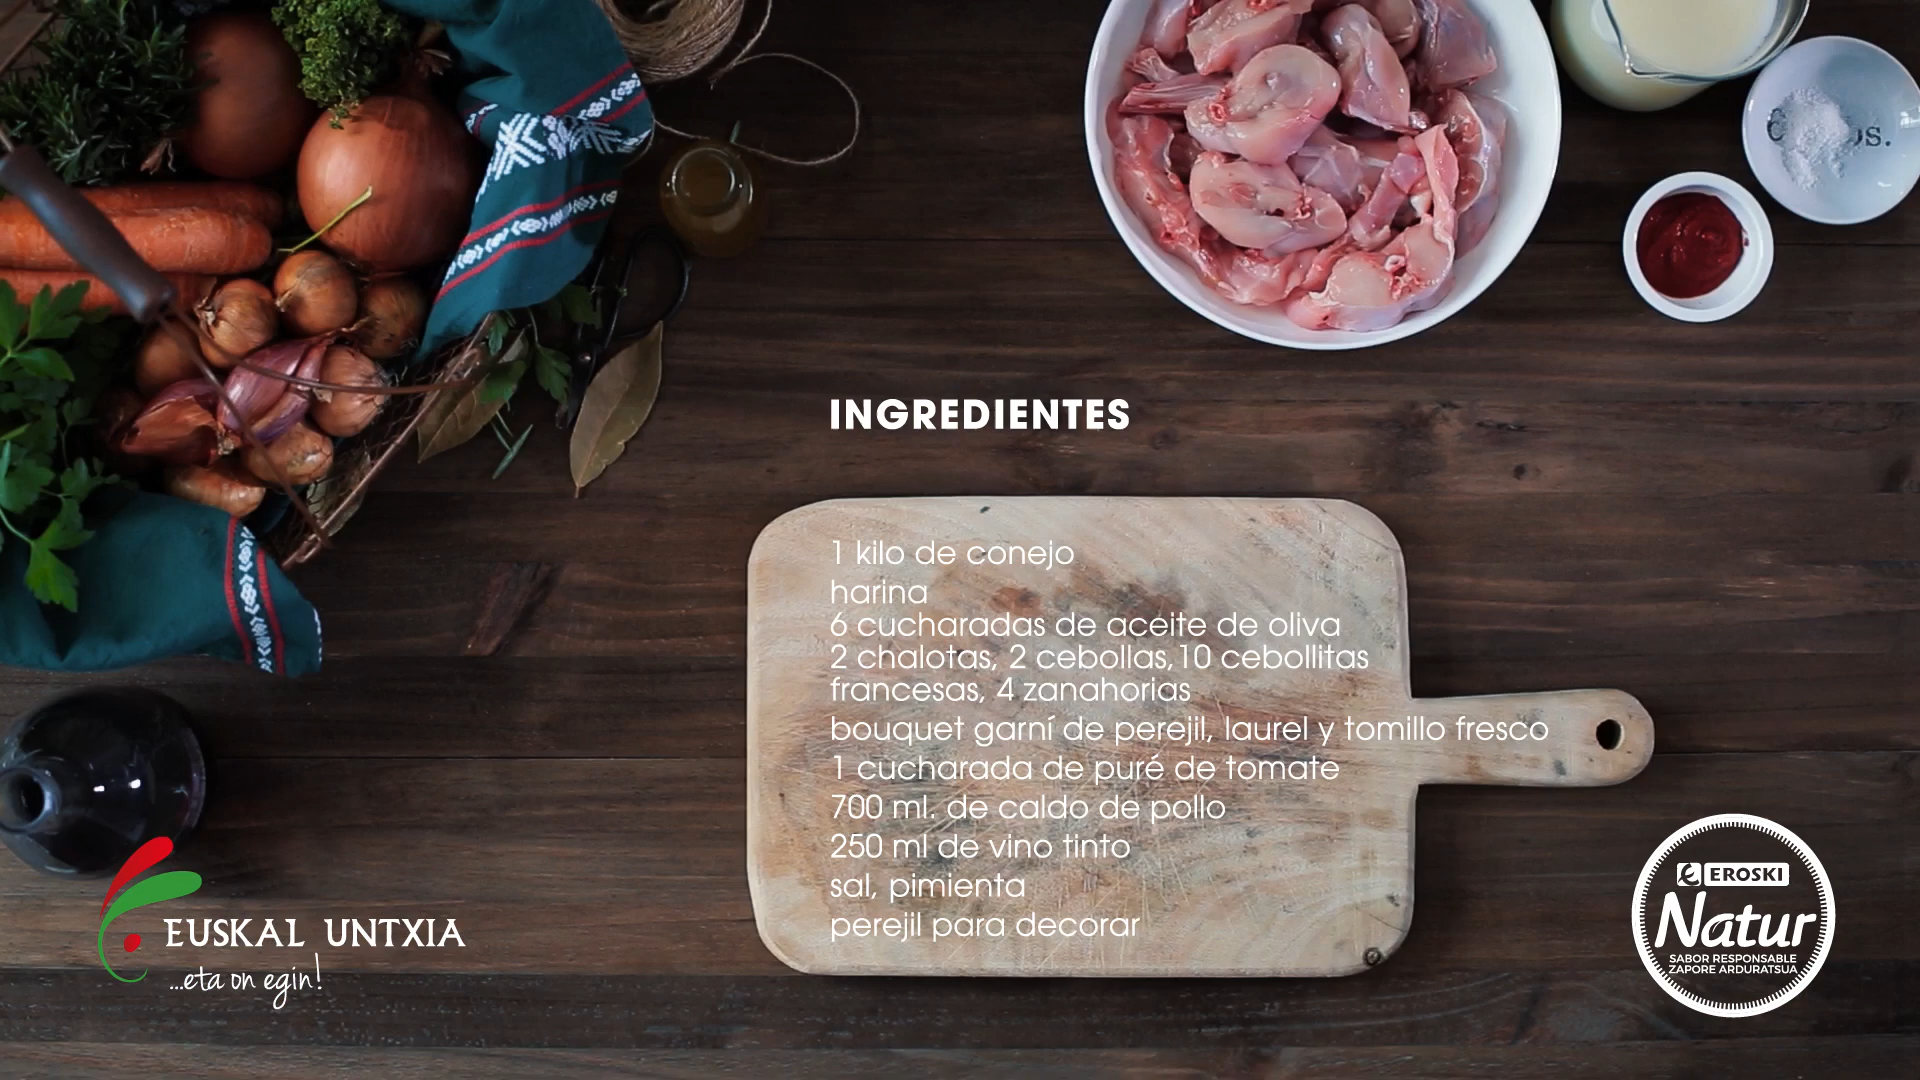 INGREDIENTES
1 kilo de conejo
harina
6 cucharadas de aceite de oliva
2 chalotas, 2 cebollas,10 cebollitas
francesas, 4 zanahorias
bouquet garní de perejil, laurel y tomillo fresco
1 cucharada de puré de tomate
700 ml. de caldo de pollo
250 ml de vino tinto
sal, pimienta
perejil para decorar
EUSKAL UNTXIA
...eta on egin!
EROSKI
Natur
SABOR RESPONSABLE
ZAPORE ARDURATSUA